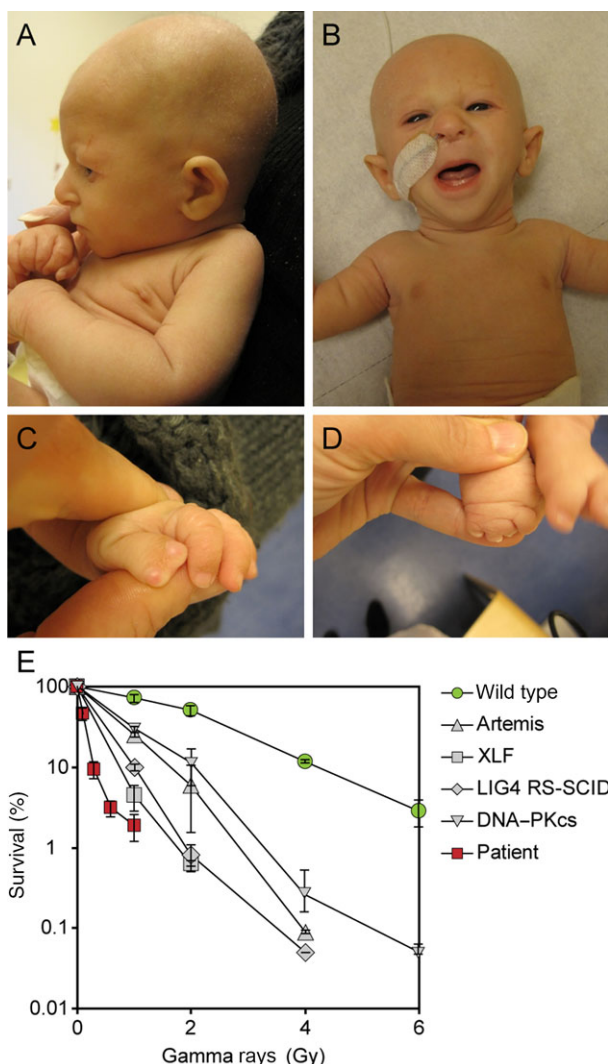 A
B
C
D
E
100
10
1
0.1
0.01
Survival (%)
0
2
4
6
Gamma rays (Gy)
Wild type
Artemis
XLF
LIG4 RS-SCID
DNA–PKcs
Patient